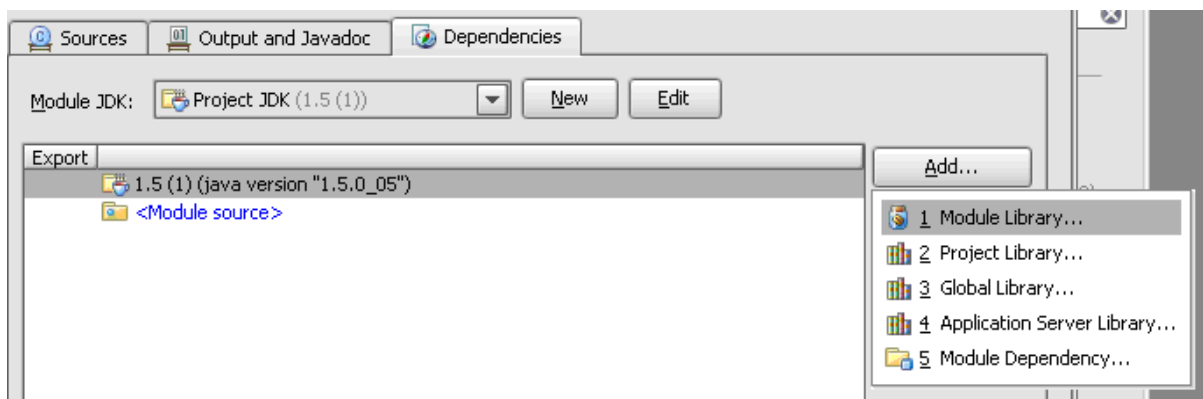 Sources Output and Javadoc Dependencies
Module JDK: Project JDK (1.5 (1)) New Edit
Export
Add...
1.5 (1) (java version "1.5.0_05")
<Module source>
1 Module Library...
2 Project Library...
3 Global Library...
4 Application Server Library...
5 Module Dependency...